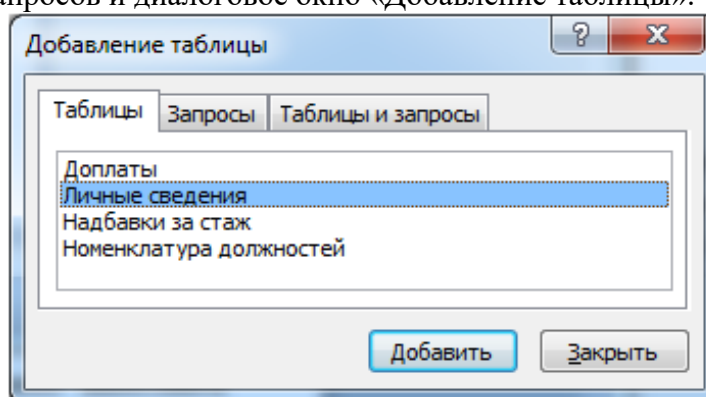 апросов и диалоговое окно «Добавление таблицы».
Добавление таблицы
Таблицы Запросы Таблицы и запросы
Доплаты
Личные сведения
Надбавки за стаж
Номенклатура должностей
Добавить Закрыть